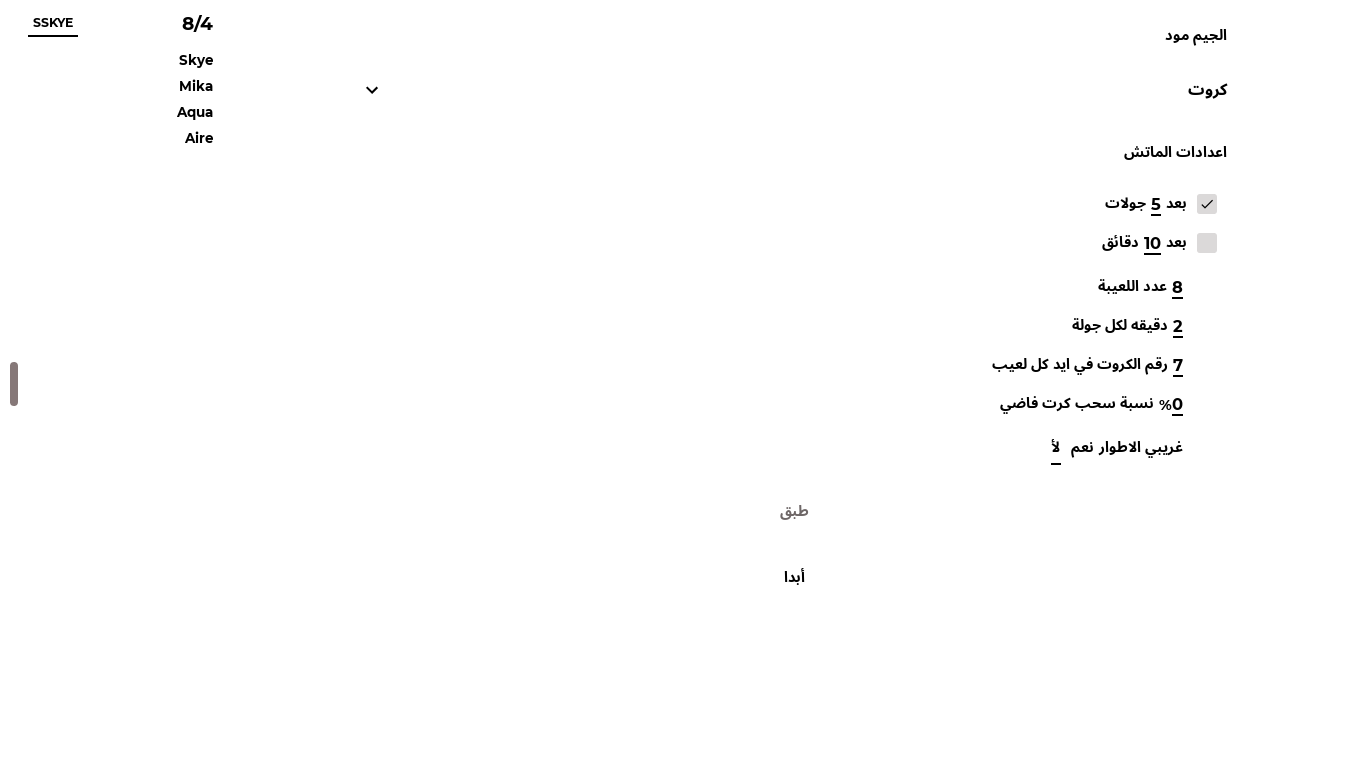 الجيم مود
كروت
اعدادات الماتش
بعد 5 جولات
بعد 10 دقائق
8 عدد اللعيبة
2 دقيقه لكل جولة
7 رقم الكروت في ايد كل لعيب
0% نسبة سحب كرت فاضي
غريبي الاطوار نعم لأ
طبق
أبدا
8/4
Skye
Mika
Aqua
Aire
SSKYE